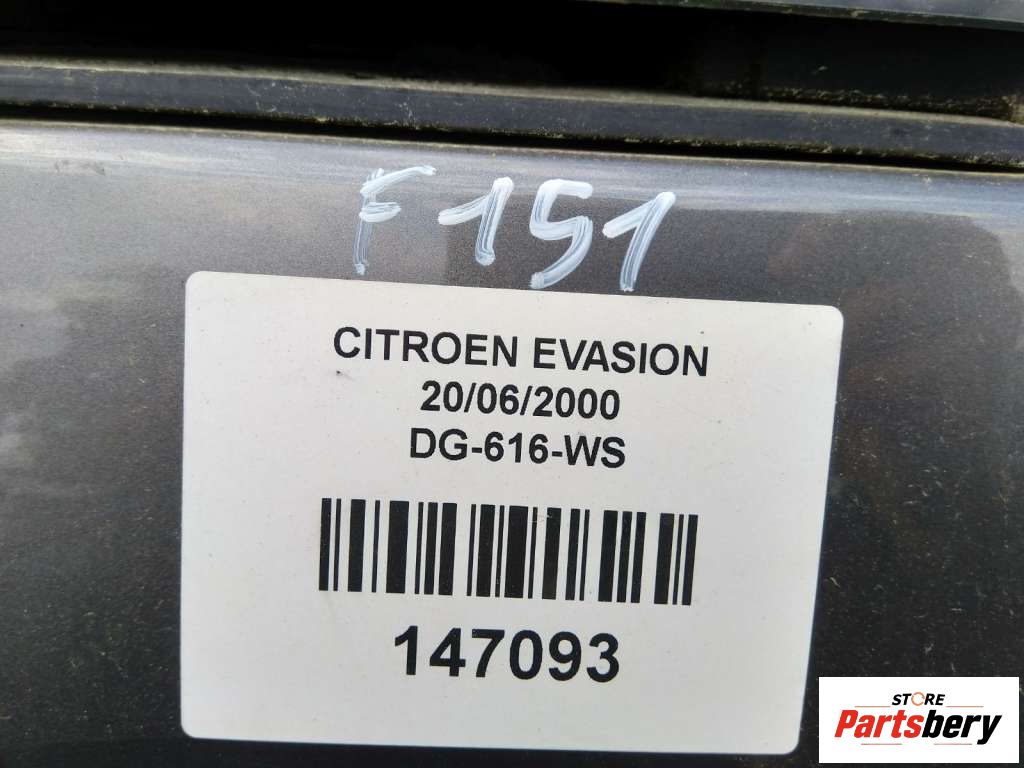 F151
CITROEN EVASION
20/06/2000
DG-616-WS
147093
STORE
Partsbery